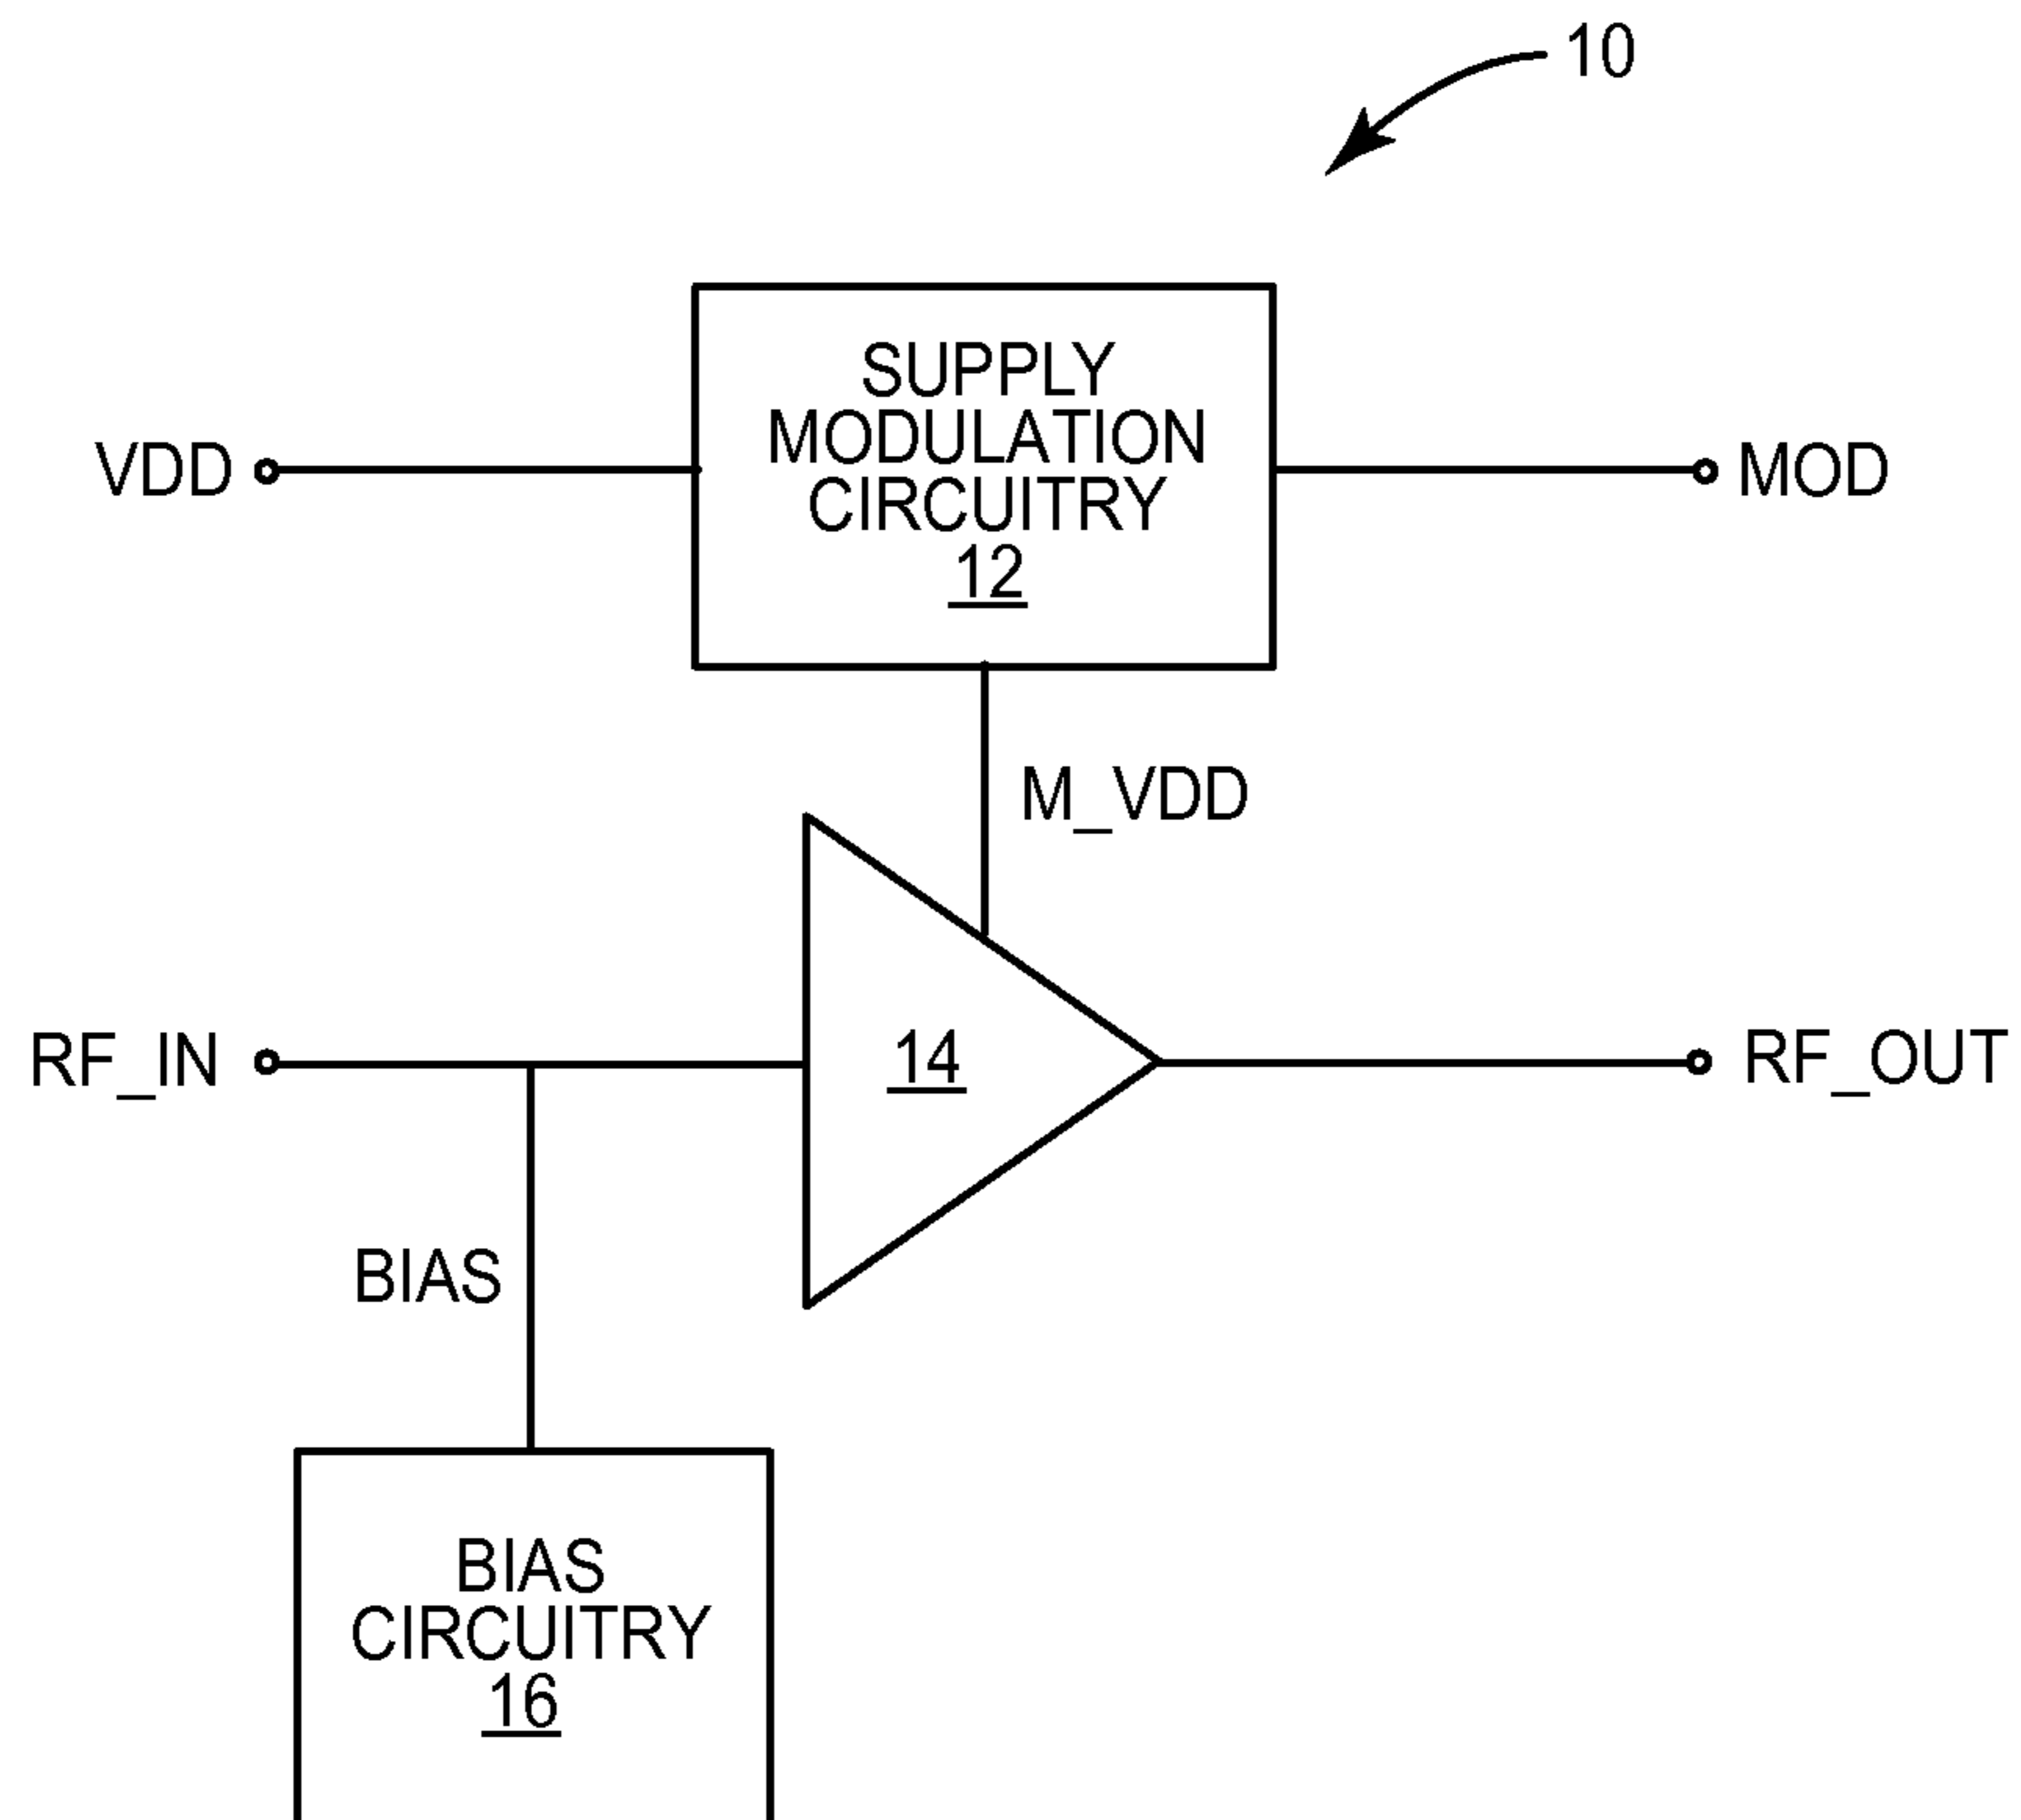 10
SUPPLY
MODULATION
CIRCUITRY
12
VDD
MOD
M_VDD
RF_IN
14
RF_OUT
BIAS
BIAS
CIRCUITRY
16